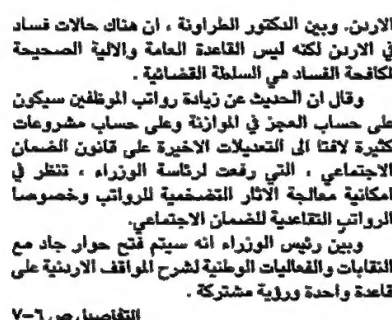 الاردن. وبين الدكتور الطراونة ، ان هناك حالات فساد
في الاردن لكنه ليس القاعدة العامة والالية الصحيحة
لمكافحة الفساد هي السلطة القضائية .
وقال ان الحديث عن زيادة رواتب الموظفين سيكون
على حساب العجز في الموازنة وعلى حساب مشروعات
كثيرة لافتا الى التعديلات الاخيرة على قانون الضمان
الاجتماعي ، التي رفعت لرئاسة الوزراء ، تنظر في
امكانية معالجة الاثار التضخمية للرواتب وخصوصا
الرواتب التقاعدية للضمان الاجتماعي.
وبين رئيس الوزراء انه سيتم فتح حوار جاد مع
النقابات والفعاليات الوطنية لشرح المواقف الاردنية على
قاعدة واحدة ورؤية مشتركة .
التفاصيل ص ٦-٧